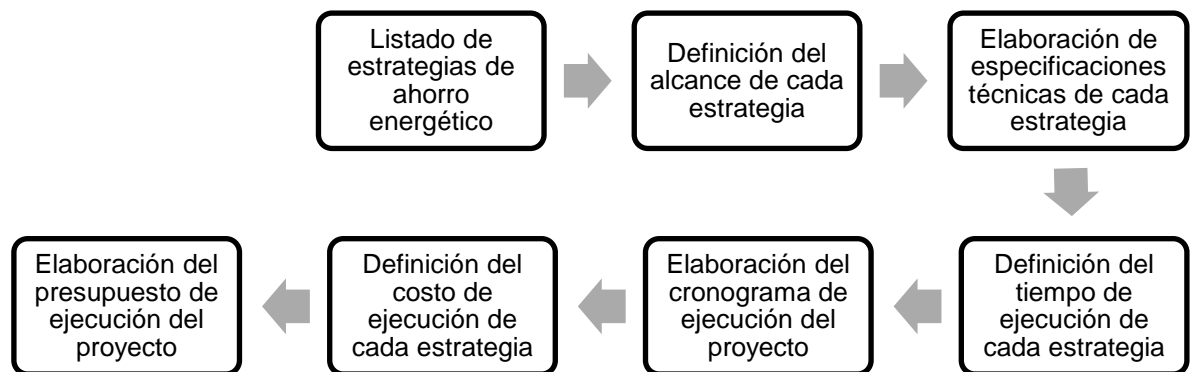 Listado de
estrategias de
ahorro
energético
Definición del
alcance de cada
estrategia
Elaboración de
especificaciones
técnicas de cada
estrategia
Definición del
tiempo de
ejecución de
cada estrategia
Elaboración del
cronograma de
ejecución del
proyecto
Definición del
costo de
ejecución de
cada estrategia
Elaboración del
presupuesto de
ejecución del
proyecto